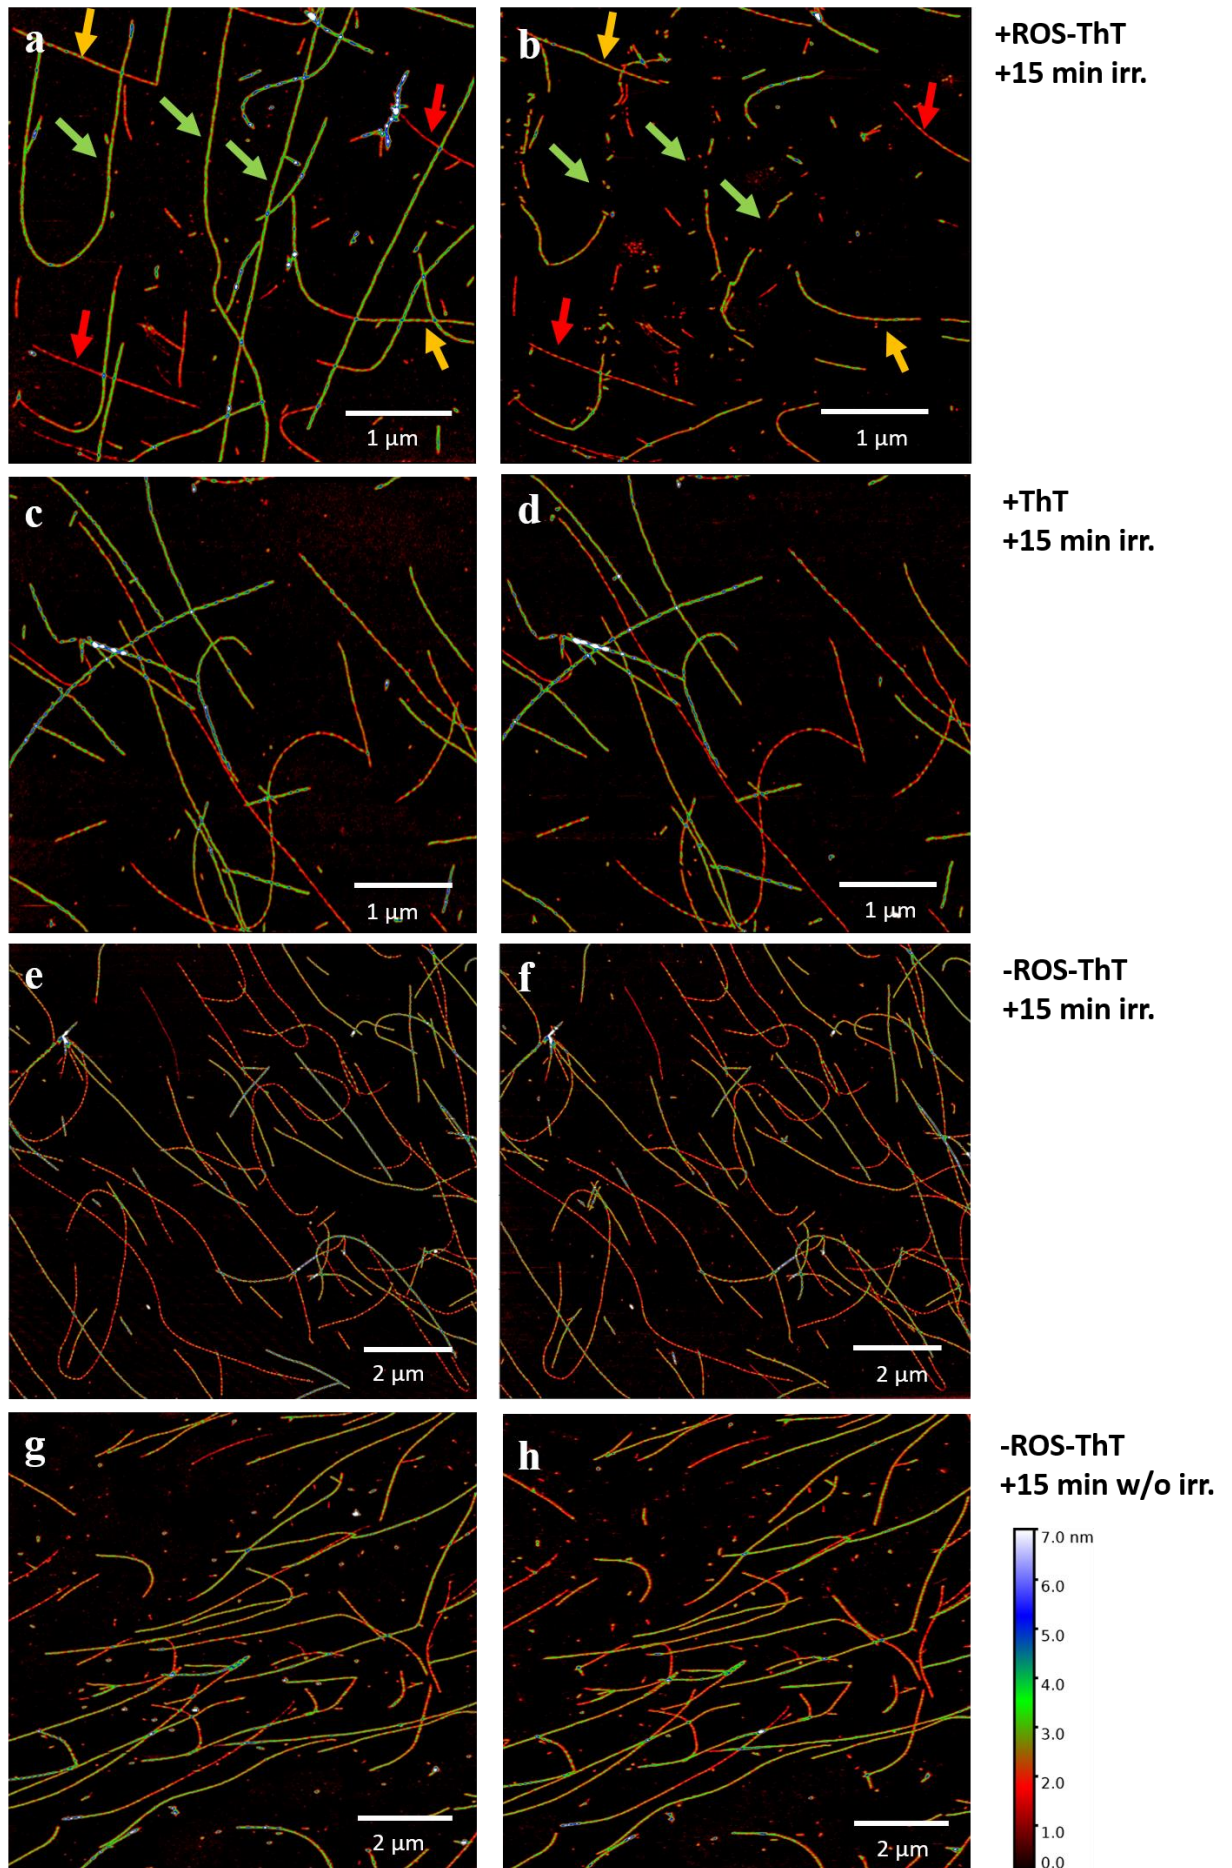 a
b
+ROS-ThT
+15 min irr.
1 µm
1 µm
c
d
+ThT
+15 min irr.
1 µm
1 µm
e
f
-ROS-ThT
+15 min irr.
2 µm
2 µm
g
h
-ROS-ThT
+15 min w/o irr.
7.0 nm
6.0
5.0
4.0
3.0
2.0
1.0
0.0
2 µm
2 µm